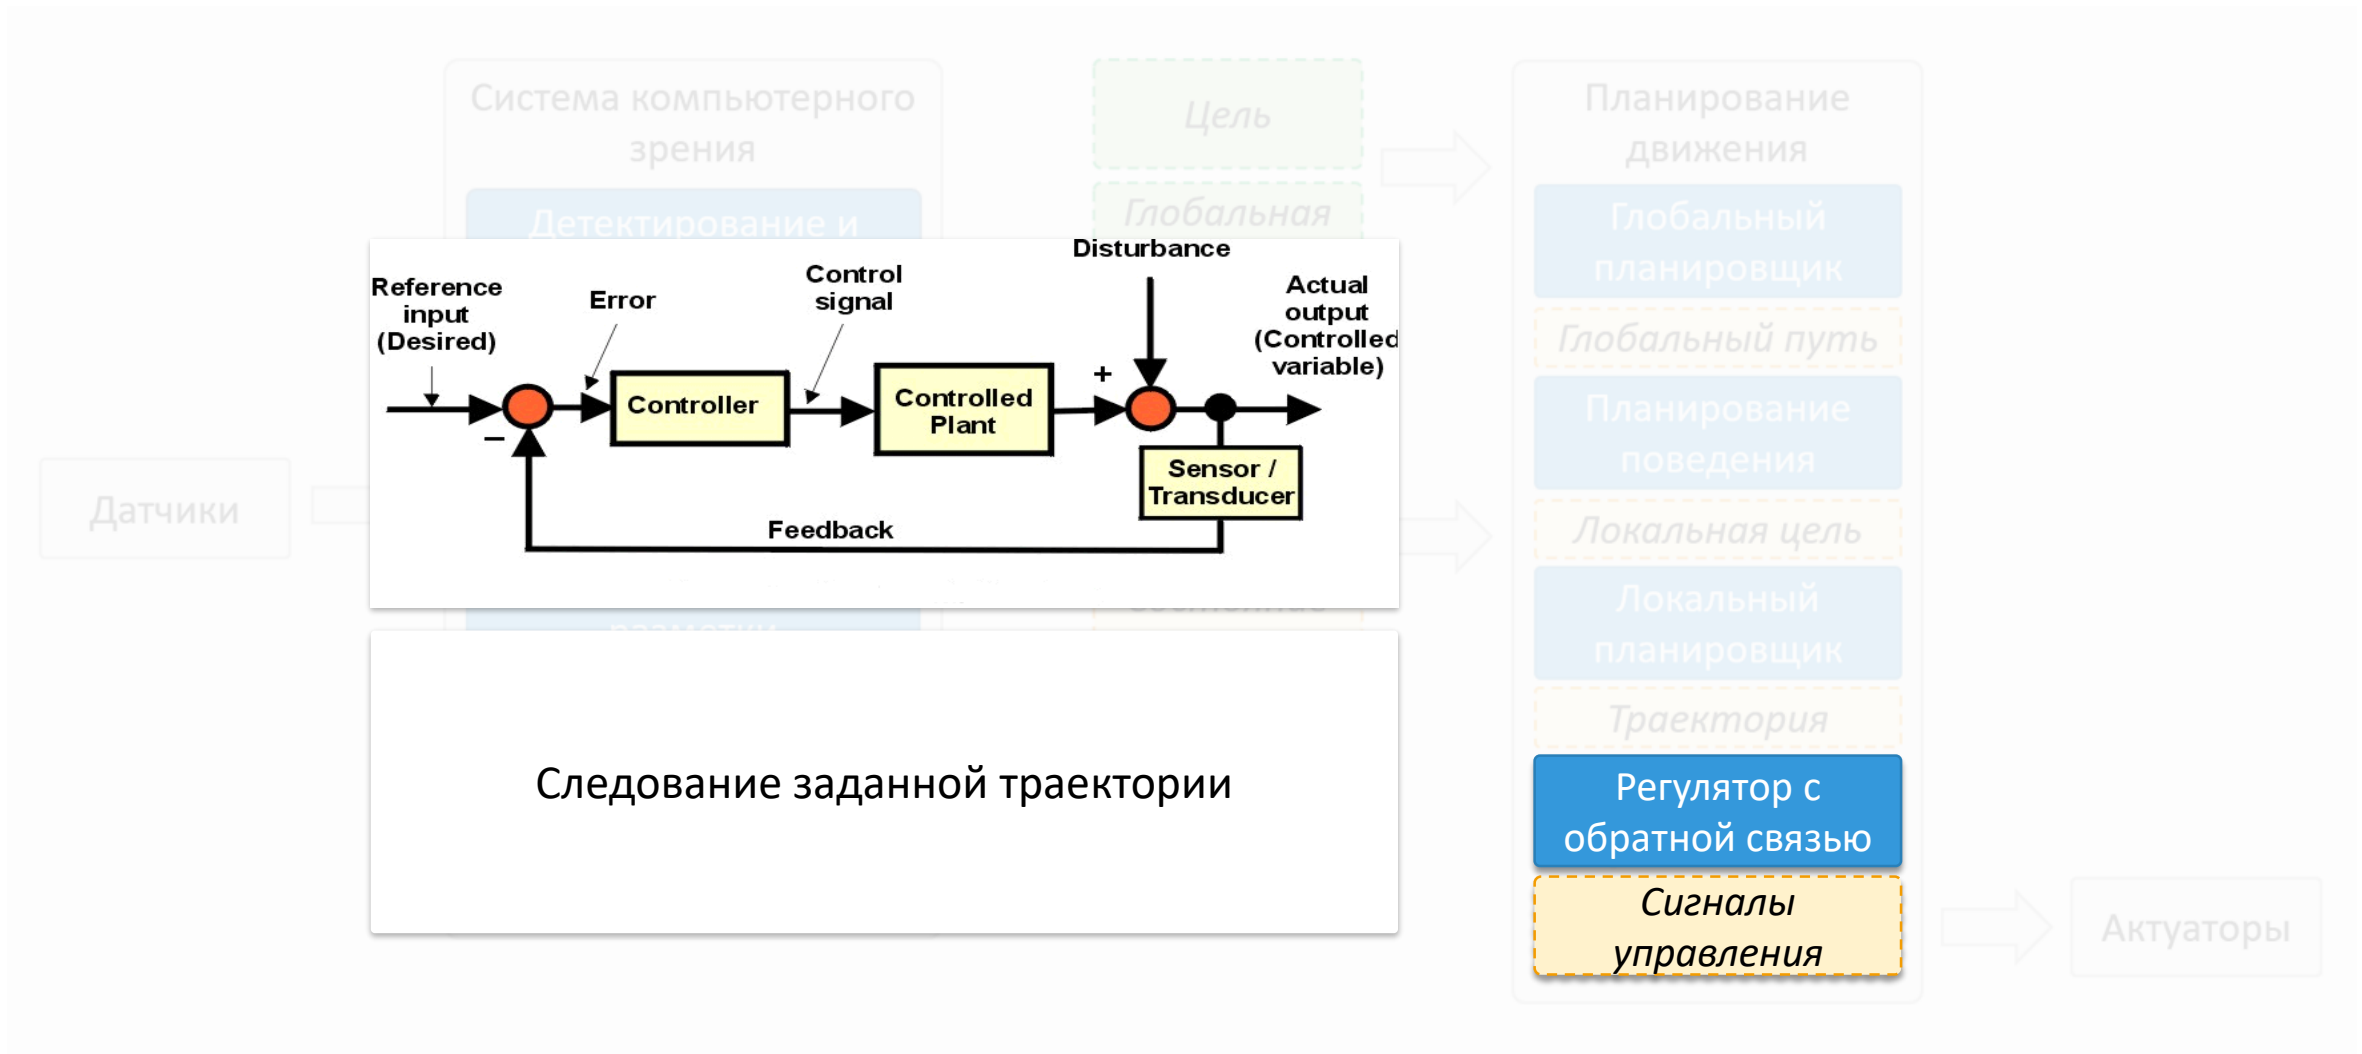 Система компьютерного
зрения
Детектирование и
разметки
Датчики
Цель
Глобальная
Disturbance
Reference
input
(Desired)
Error
Control
signal
Actual
output
(Controlled
variable)
+
Controller
Controlled
Plant
−
Sensor /
Transducer
Feedback
Следование заданной траектории
Планирование
движения
Глобальный
планировщик
Глобальный путь
Планирование
поведения
Локальная цель
Локальный
планировщик
Траектория
Регулятор с
обратной связью
Сигналы
управления
Актуаторы